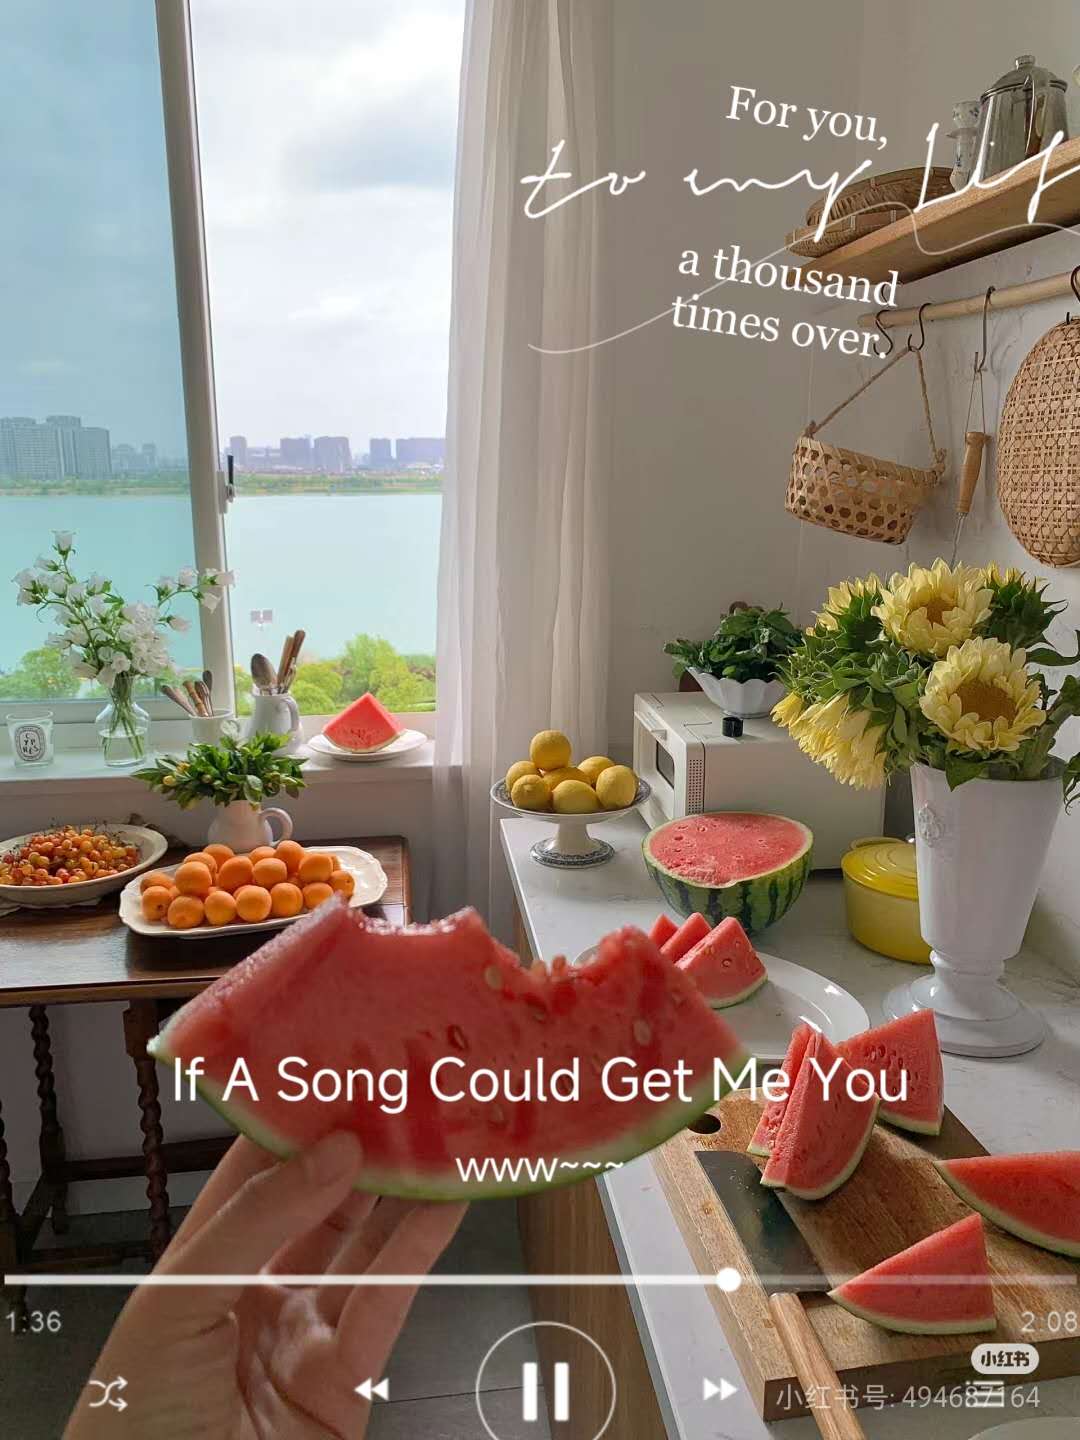 For you,
to my Lif
a thousand
times over.
If A Song Could Get Me You
www~~~
1:36
2:08
小红书
小红书号: 494687164